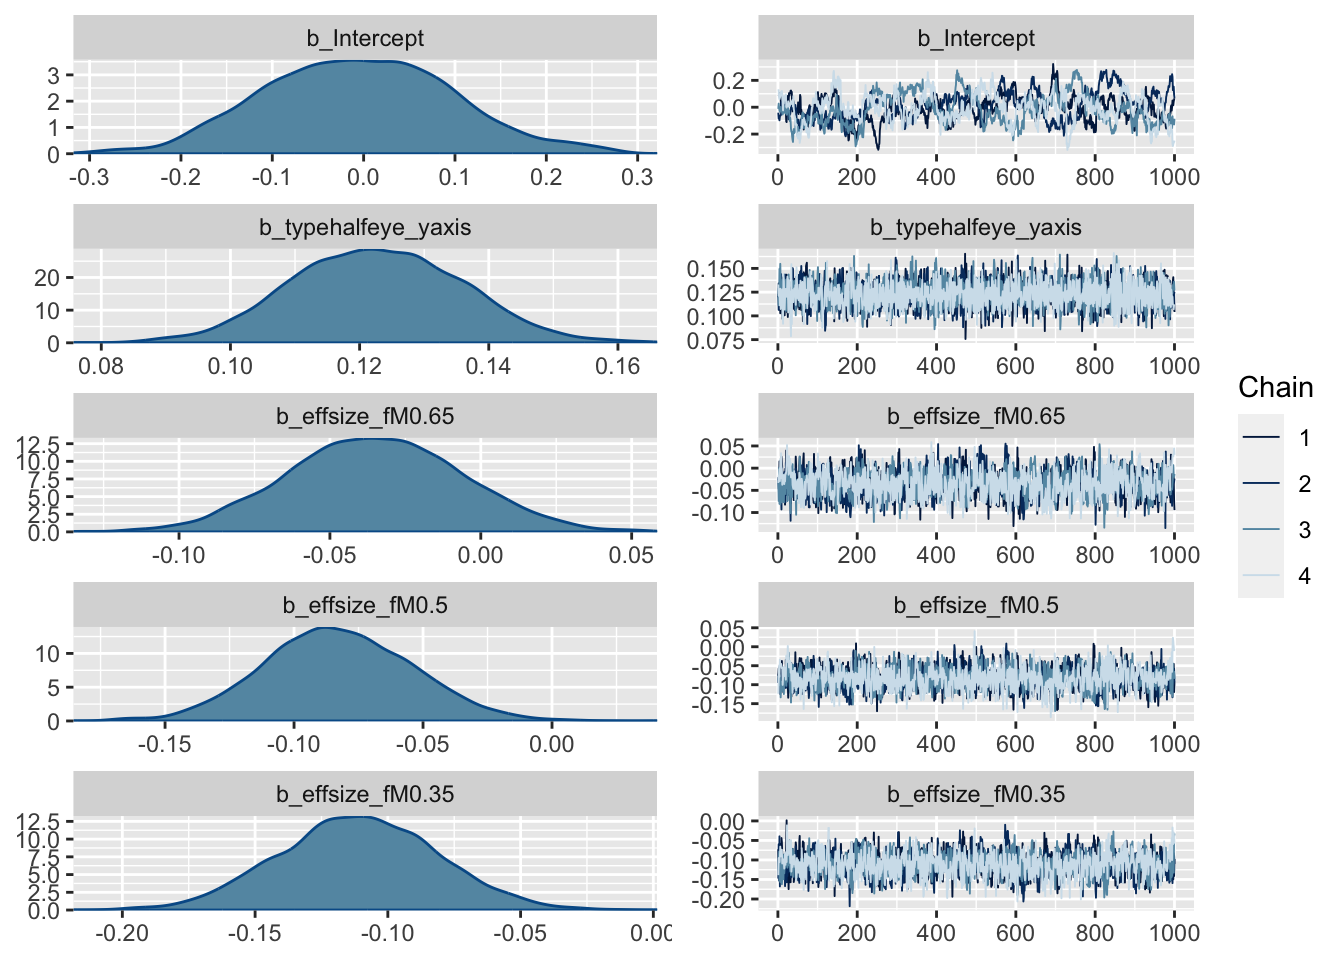 b_Intercept
3
2
1
0
-0.3 -0.2 -0.1 0.0 0.1 0.2 0.3
b_Intercept
0.2
0.0
-0.2
0 200 400 600 800 1000
b_typehalfeye_yaxis
20
10
0
0.08 0.10 0.12 0.14 0.16
b_typehalfeye_yaxis
0.150
0.125
0.100
0.075
0 200 400 600 800 1000
b_effsize_fM0.65
12.5
10.0
7.5
5.0
2.5
0.0
-0.10 -0.05 0.00 0.05
b_effsize_fM0.65
0.05
0.00
-0.05
-0.10
0 200 400 600 800 1000
b_effsize_fM0.5
10
5
0
-0.15 -0.10 -0.05 0.00
b_effsize_fM0.5
0.05
0.00
-0.05
-0.10
-0.15
0 200 400 600 800 1000
b_effsize_fM0.35
12.5
10.0
7.5
5.0
2.5
0.0
-0.20 -0.15 -0.10 -0.05 0.00
b_effsize_fM0.35
0.00
-0.05
-0.10
-0.15
-0.20
0 200 400 600 800 1000
Chain
1
2
3
4